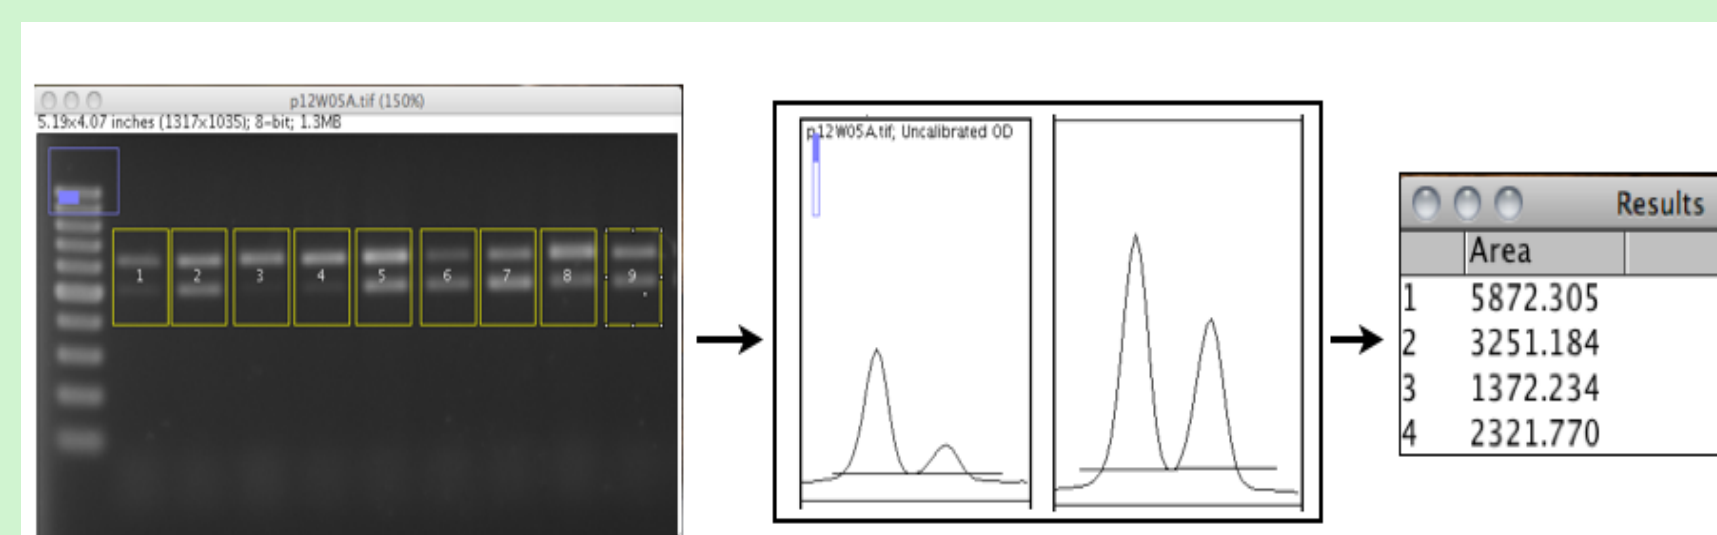 p12W05A.tif (150%)
5.19x4.07 inches (1317x1035); 8-bit; 1.3MB
1 2 3 4 5 6 7 8 9
p12W05A.tif; Uncalibrated OD
Results
Area
1 5872.305
2 3251.184
3 1372.234
4 2321.770